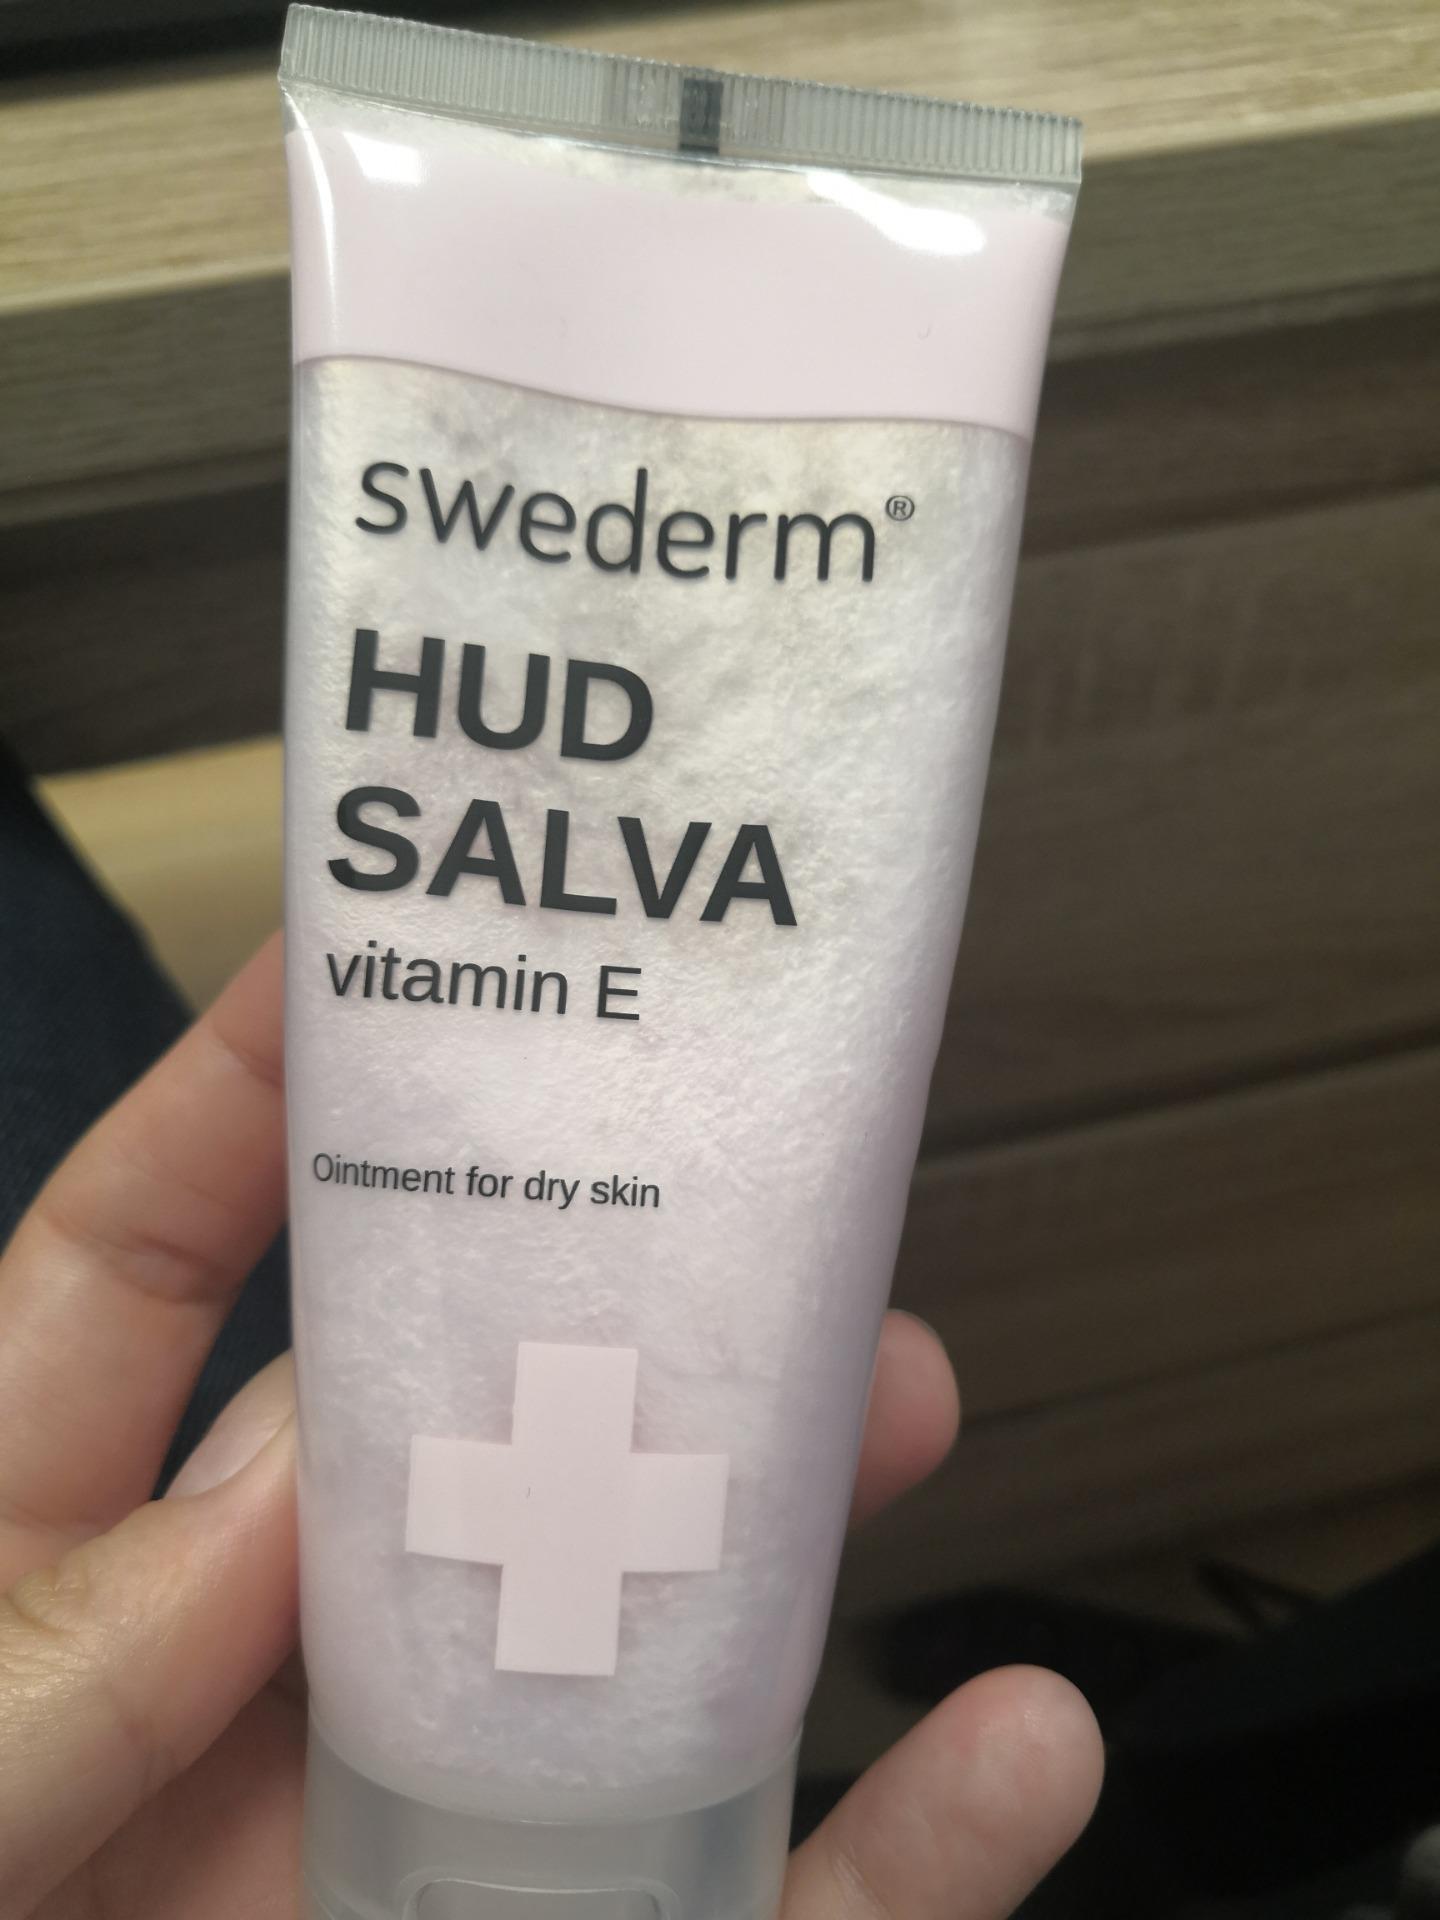 swederm®
HUD
SALVA
vitamin E
Ointment for dry skin